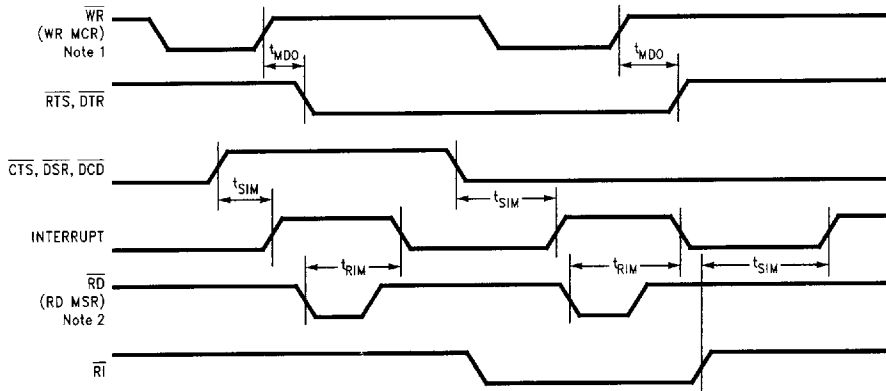 WR
(WR MCR)
Note 1
tMDO
tMDO
RTS, DTR
CTS, DSR, DCD
tSIM
tSIM
INTERRUPT
tRIM
tRIM
tSIM
RD
(RD MSR)
Note 2
RI